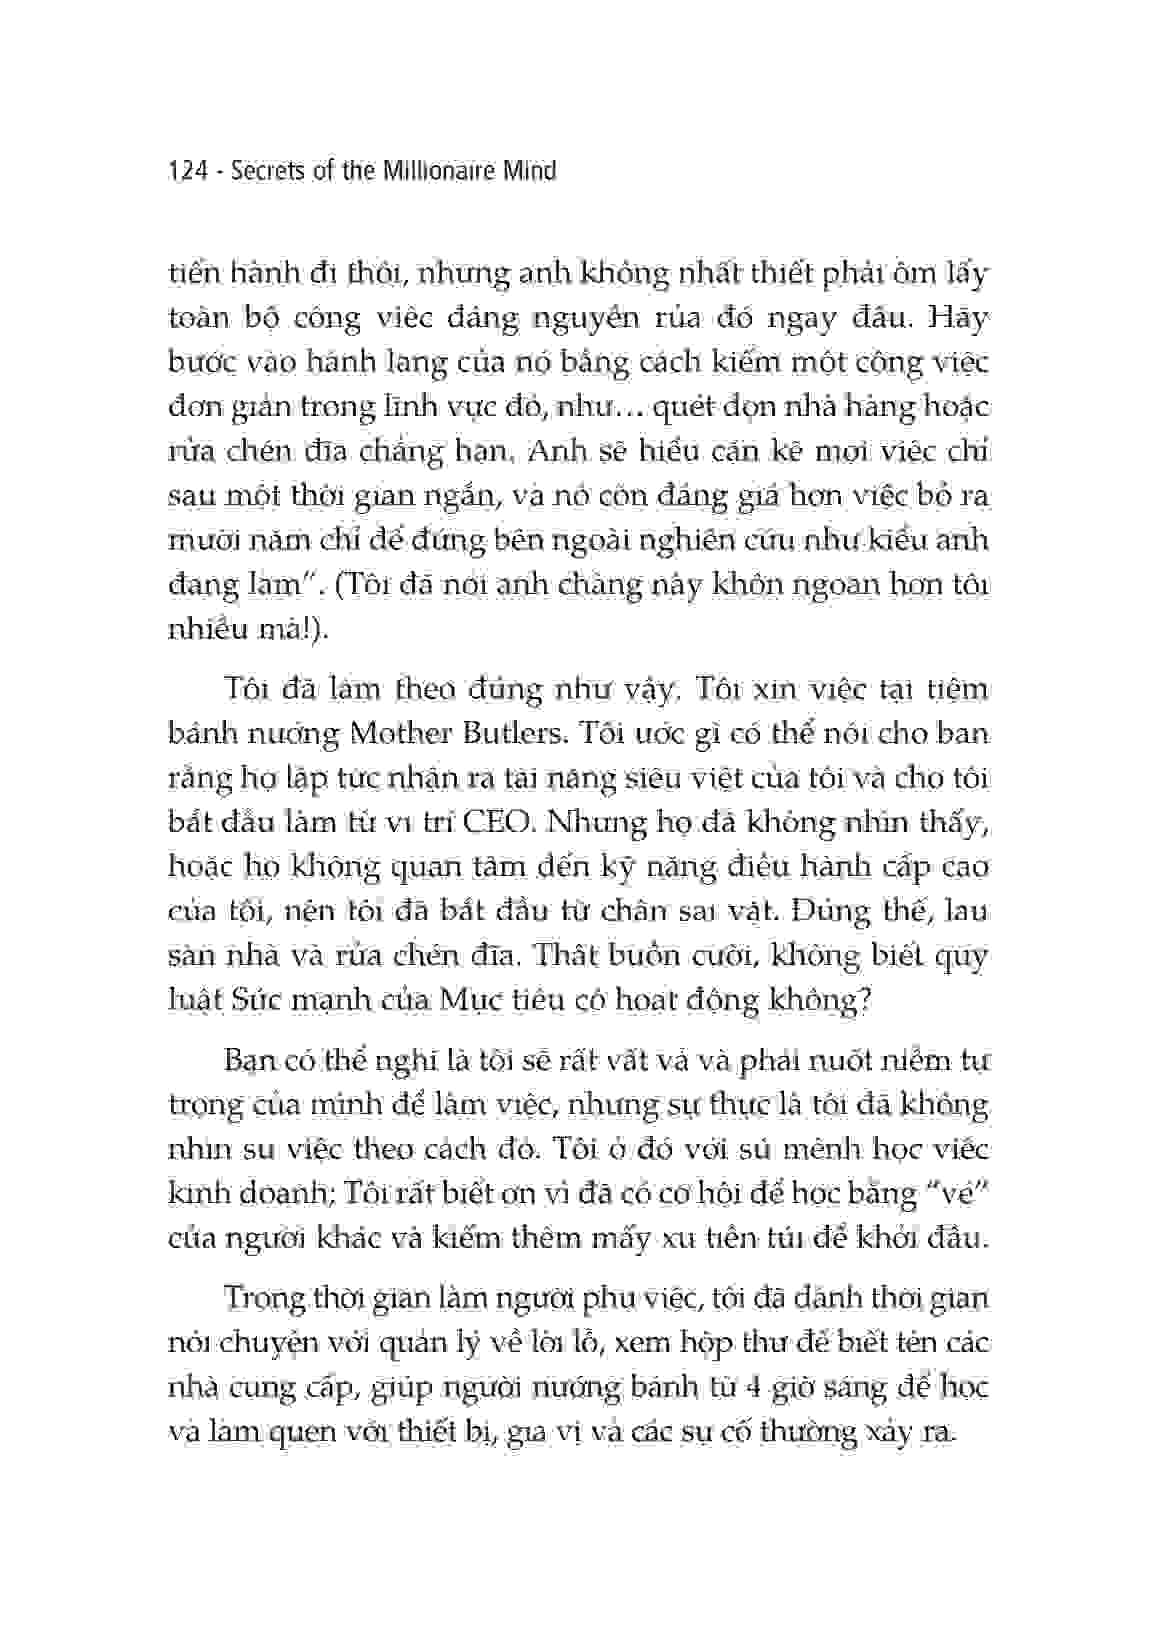 124 - Secrets of the Millionaire Mind
tiến hành đi thôi, nhưng anh không nhất thiết phải ôm lấy
toàn bộ công việc đáng nguyền rủa đó ngay đâu. Hãy
bước vào hành lang của nó bằng cách kiếm một công việc
đơn giản trong lĩnh vực đó, như... quét dọn nhà hàng hoặc
rửa chén đĩa chẳng hạn. Anh sẽ hiểu cặn kẽ mọi việc chỉ
sau một thời gian ngắn, và nó còn đáng giá hơn việc bỏ ra
mười năm chỉ để đứng bên ngoài nghiên cứu như kiểu anh
đang làm”. (Tôi đã nói anh chàng này khôn ngoan hơn tôi
nhiều mà!).
Tôi đã làm theo đúng như vậy. Tôi xin việc tại tiệm
bánh nướng Mother Butlers. Tôi ước gì có thể nói cho bạn
rằng họ lập tức nhận ra tài năng siêu việt của tôi và cho tôi
bắt đầu làm từ vị trí CEO. Nhưng họ đã không nhìn thấy,
hoặc họ không quan tâm đến kỹ năng điều hành cấp cao
của tôi, nên tôi đã bắt đầu từ chân sai vặt. Đúng thế, lau
sàn nhà và rửa chén đĩa. Thật buồn cười, không biết quy
luật Sức mạnh của Mục tiêu có hoạt động không?
Bạn có thể nghĩ là tôi sẽ rất vất vả và phải nuốt niềm tự
trọng của mình để làm việc, nhưng sự thực là tôi đã không
nhìn sự việc theo cách đó. Tôi ở đó với sứ mệnh học việc
kinh doanh; Tôi rất biết ơn vì đã có cơ hội để học bằng “vé”
của người khác và kiếm thêm mấy xu tiền túi để khởi đầu.
Trong thời gian làm người phụ việc, tôi đã dành thời gian
nói chuyện với quản lý về lời lỗ, xem hộp thư để biết tên các
nhà cung cấp, giúp người nướng bánh từ 4 giờ sáng để học
và làm quen với thiết bị, gia vị và các sự cố thường xảy ra.